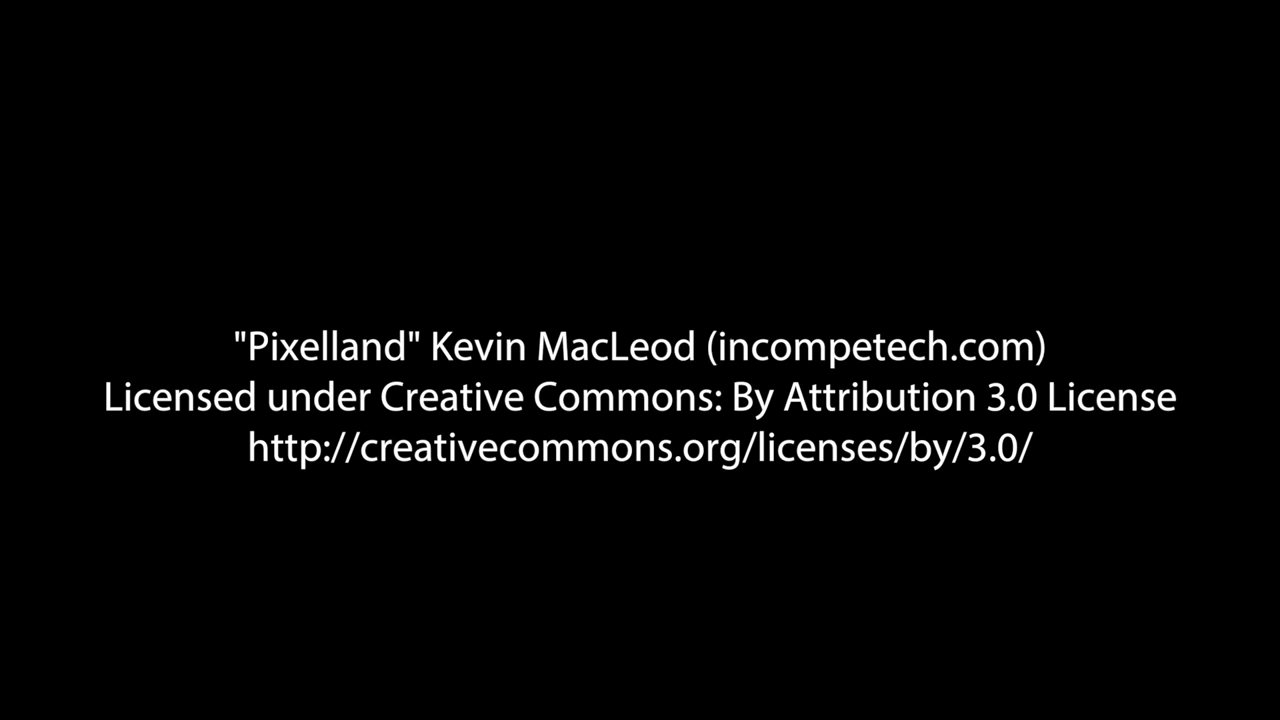 "Pixelland" Kevin MacLeod (incompetech.com)
Licensed under Creative Commons: By Attribution 3.0 License
http://creativecommons.org/licenses/by/3.0/